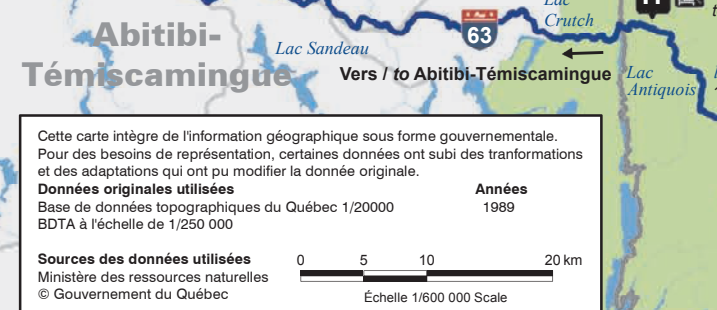 Lac
Crutch
Abitibi-
Témiscamingue
63
Lac Sandeau
Vers / to Abitibi-Témiscamingue
Lac
Antiquois
Cette carte intègre de l'information géographique sous forme gouvernementale.
Pour des besoins de représentation, certaines données ont subi des tranformations
et des adaptations qui ont pu modifier la donnée originale.
Données originales utilisées Années
Base de données topographiques du Québec 1/20000 1989
BDTA à l'échelle de 1/250 000
Sources des données utilisées
Ministère des ressources naturelles
© Gouvernement du Québec
0 5 10 20 km
Échelle 1/600 000 Scale